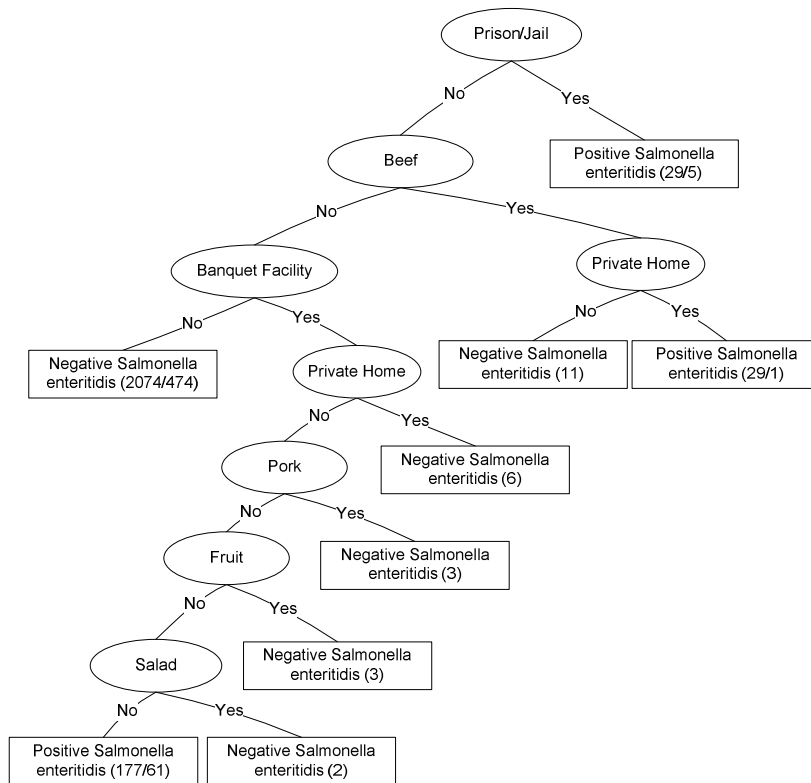 Prison/Jail
No
Yes
Beef
Positive Salmonella
enteritidis (29/5)
No
Yes
Banquet Facility
Private Home
No
Yes
No
Yes
Negative Salmonella
enteritidis (2074/474)
Private Home
Negative Salmonella
enteritidis (11)
Positive Salmonella
enteritidis (29/1)
No
Yes
Pork
Negative Salmonella
enteritidis (6)
No
Yes
Fruit
Negative Salmonella
enteritidis (3)
No
Yes
Salad
Negative Salmonella
enteritidis (3)
No
Yes
Positive Salmonella
enteritidis (177/61)
Negative Salmonella
enteritidis (2)